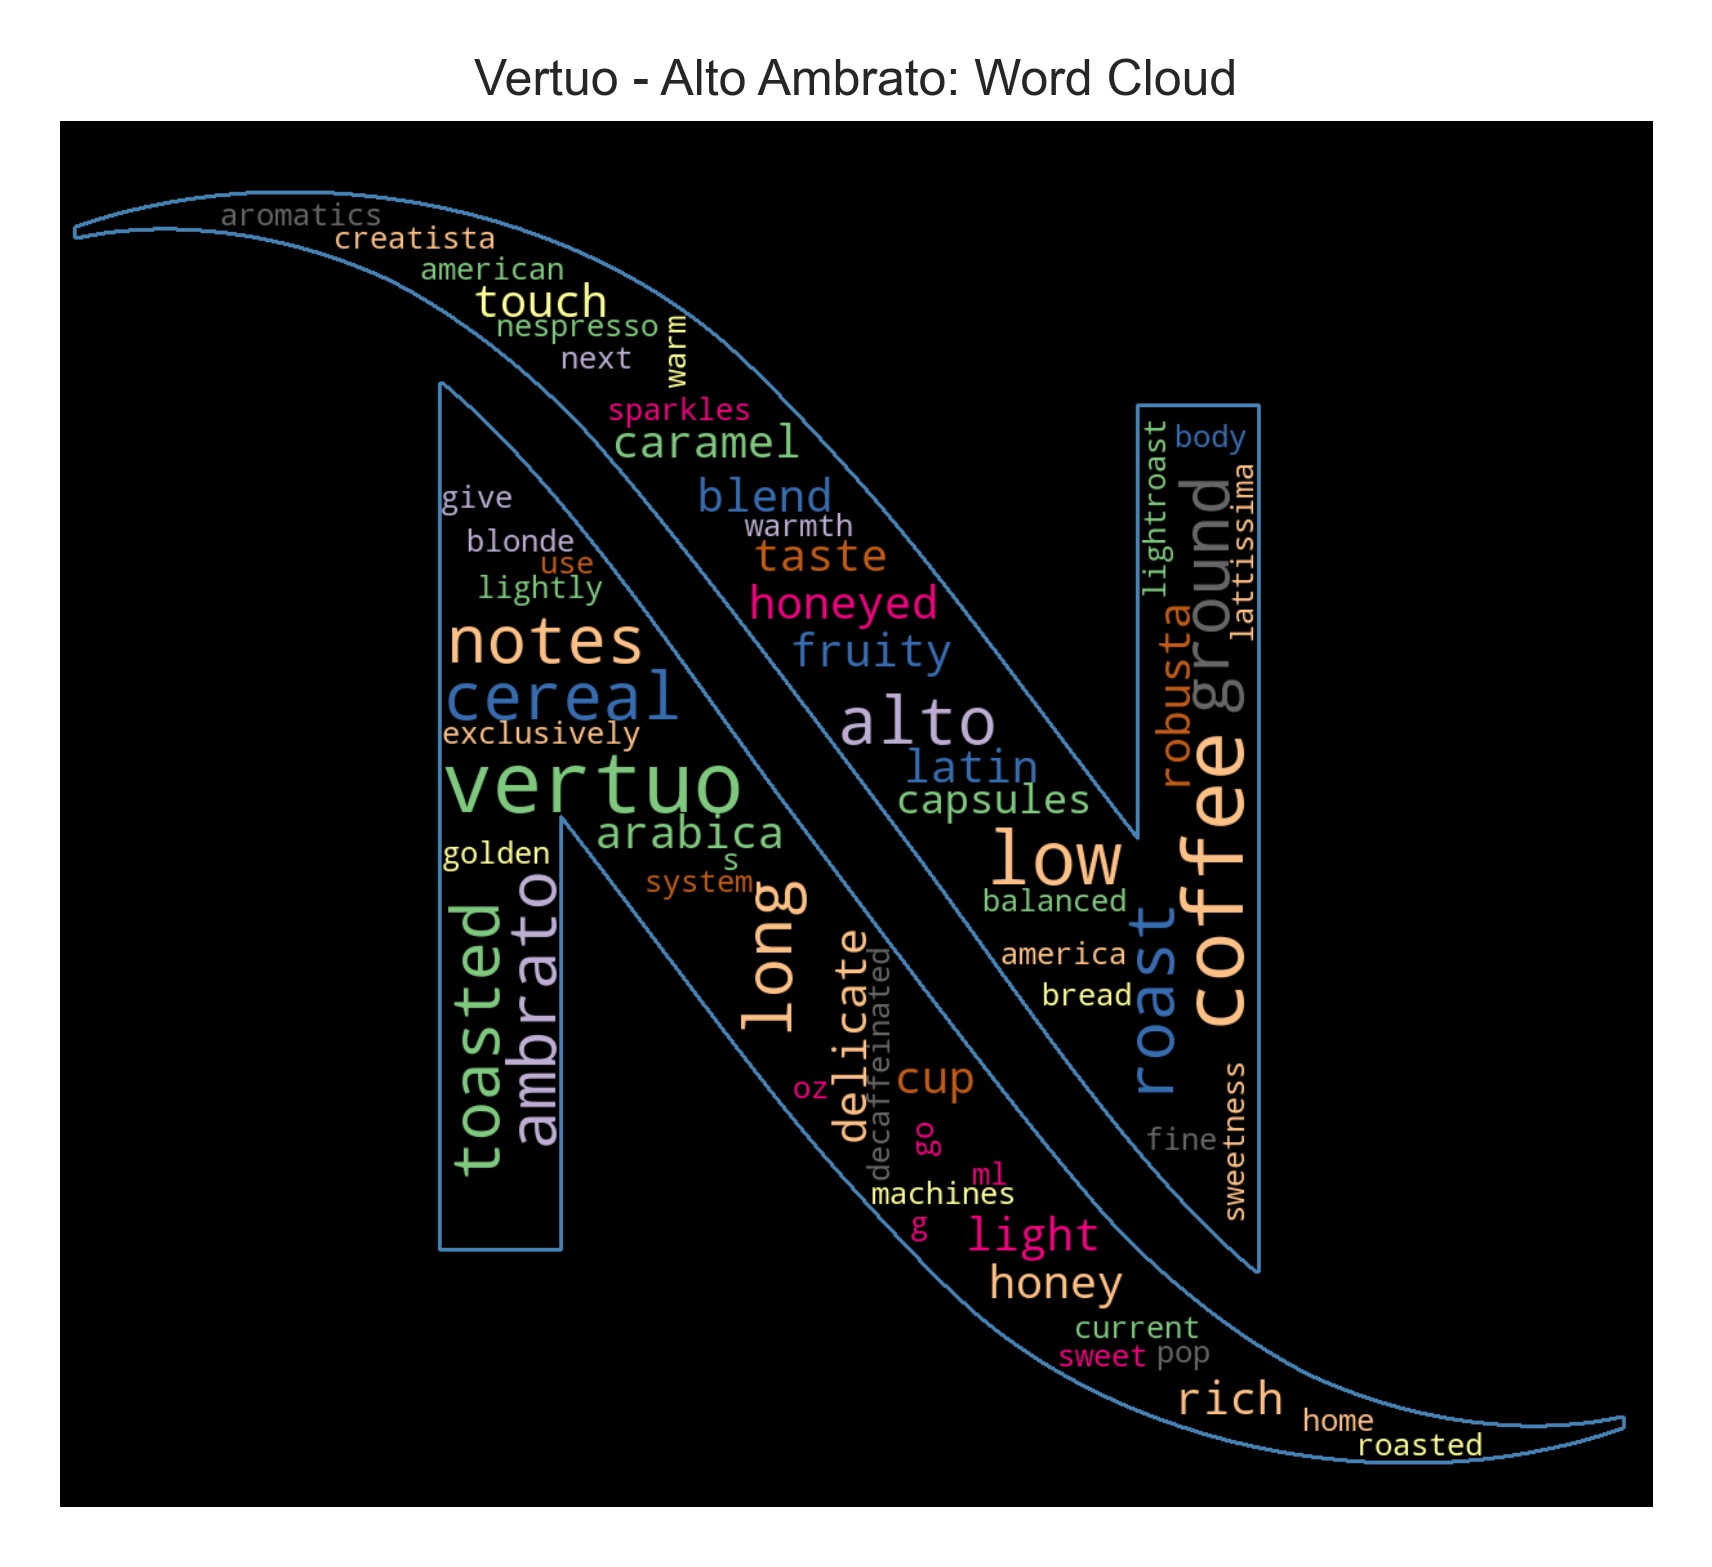 Vertuo - Alto Ambrato: Word Cloud
aromatics
creatista
american
touch
nespresso
warm
next
sparkles
caramel
blend
warmth
taste
honeyed
fruity
alto
latin
capsules
low
balanced
america
bread
roast
fine
sweetness
coffee
robusta
ground
lattissima
lightroast
body
give
blonde
use
lightly
notes
cereal
exclusively
vertuo
arabica
s
system
golden
toasted
ambrato
long
delicate
decaffeinated
oz
cup
go
ml
machines
g
light
honey
current
sweet
pop
rich
home
roasted